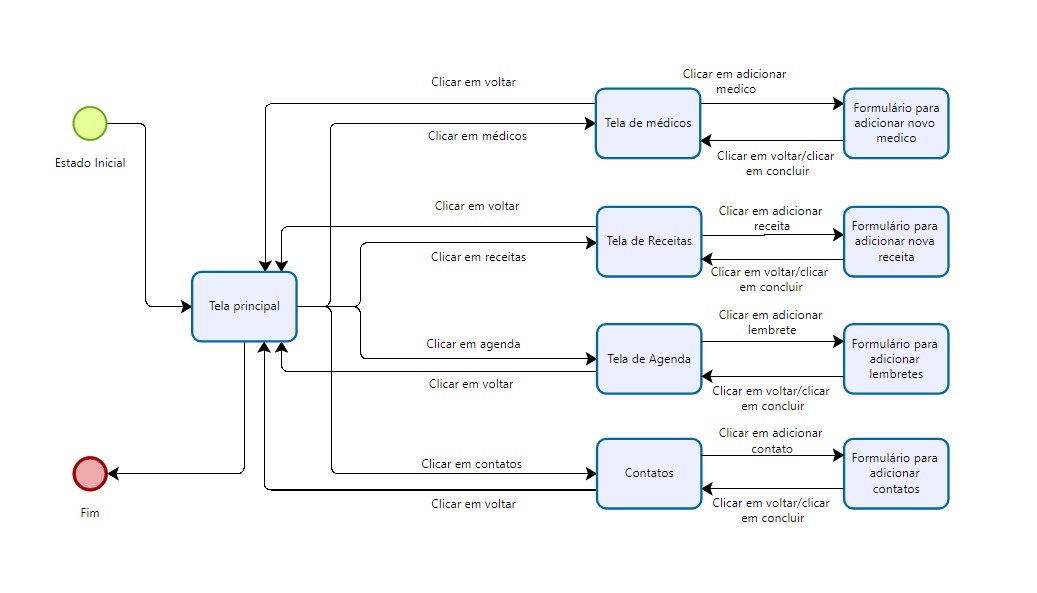 Clicar em voltar
Clicar em adicionar
medico
Estado Inicial
Clicar em médicos
Tela de médicos
Formulário para
adicionar novo
medico
Clicar em voltar/clicar
em concluir
Clicar em voltar
Clicar em receitas
Tela de Receitas
Clicar em adicionar
receita
Formulário para
adicionar nova
receita
Clicar em voltar/clicar
em concluir
Tela principal
Clicar em agenda
Clicar em voltar
Tela de Agenda
Clicar em adicionar
lembrete
Formulário para
adicionar
lembretes
Clicar em voltar/clicar
em concluir
Clicar em contatos
Clicar em voltar
Contatos
Clicar em adicionar
contato
Formulário para
adicionar
contatos
Clicar em voltar/clicar
em concluir
Fim